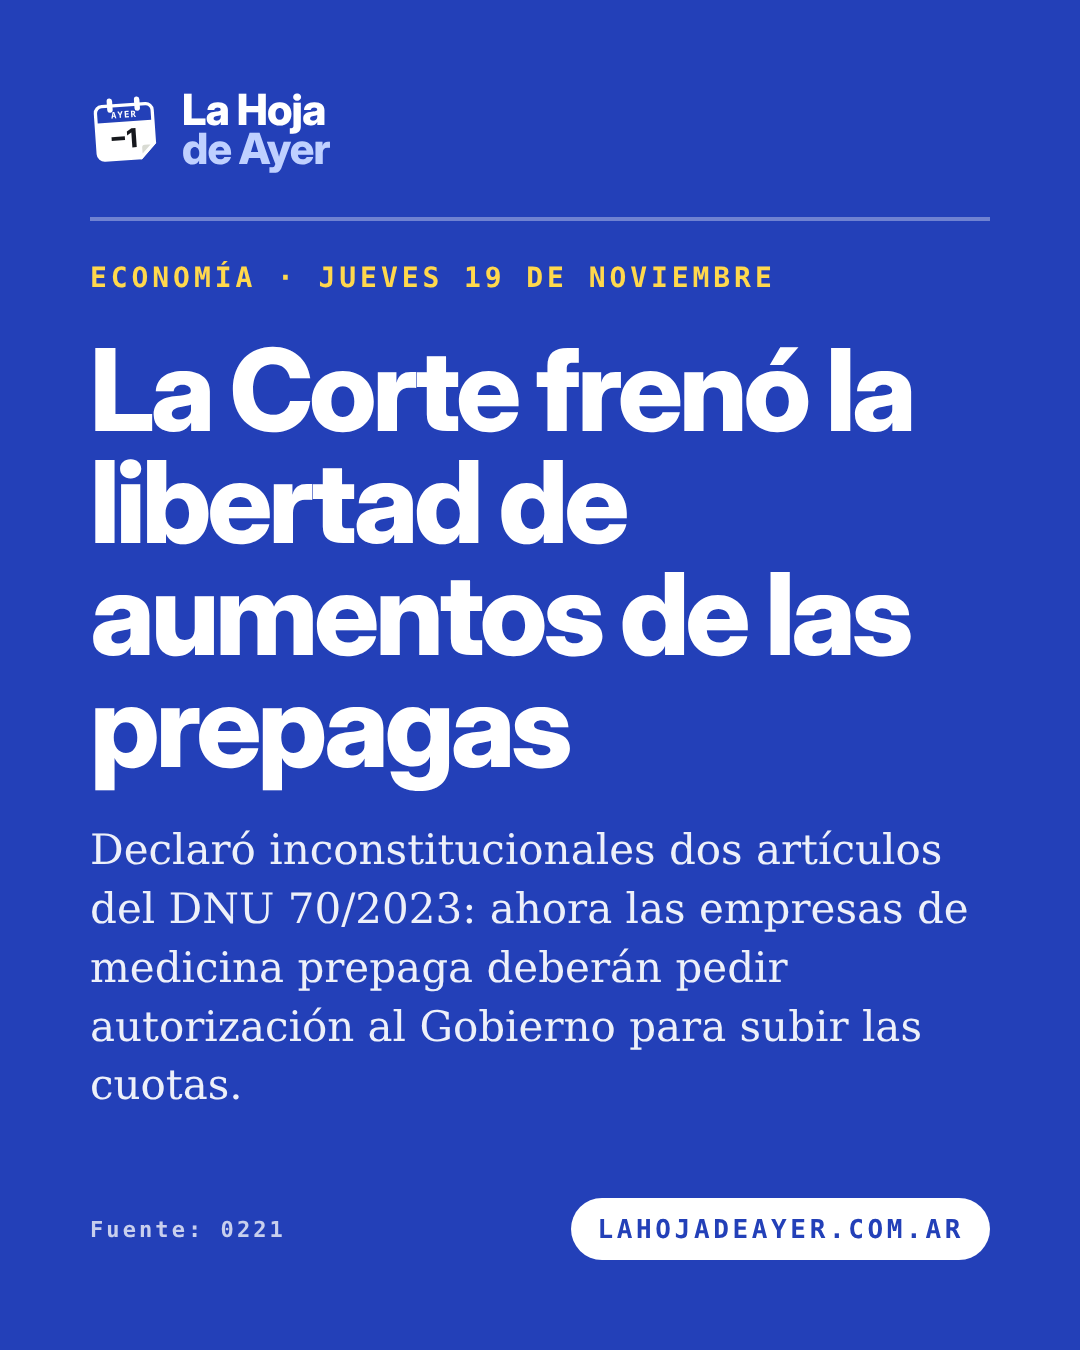 AYER
−1
La Hoja
de Ayer
ECONOMÍA · JUEVES 19 DE NOVIEMBRE
La Corte frenó la
libertad de
aumentos de las
prepagas
Declaró inconstitucionales dos artículos
del DNU 70/2023: ahora las empresas de
medicina prepaga deberán pedir
autorización al Gobierno para subir las
cuotas.
Fuente: 0221
LAHOJADEAYER.COM.AR